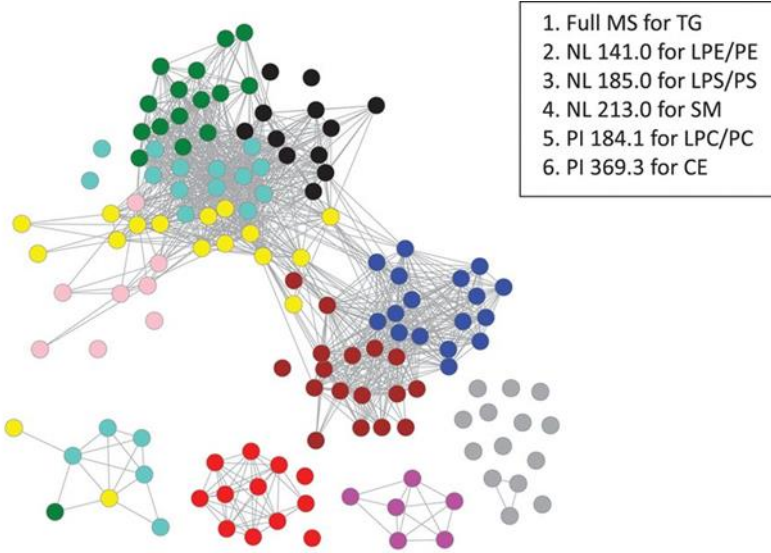 1. Full MS for TG
2. NL 141.0 for LPE/PE
3. NL 185.0 for LPS/PS
4. NL 213.0 for SM
5. PI 184.1 for LPC/PC
6. PI 369.3 for CE